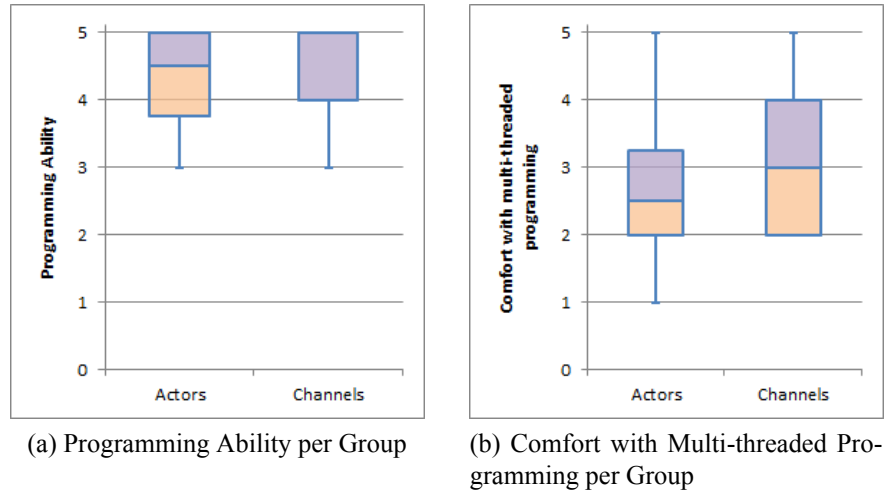 5
4
3
2
1
0
Programming Ability
Actors
Channels
(a) Programming Ability per Group
5
4
3
2
1
0
Comfort with multi-threaded
programming
Actors
Channels
(b) Comfort with Multi-threaded Pro-
gramming per Group